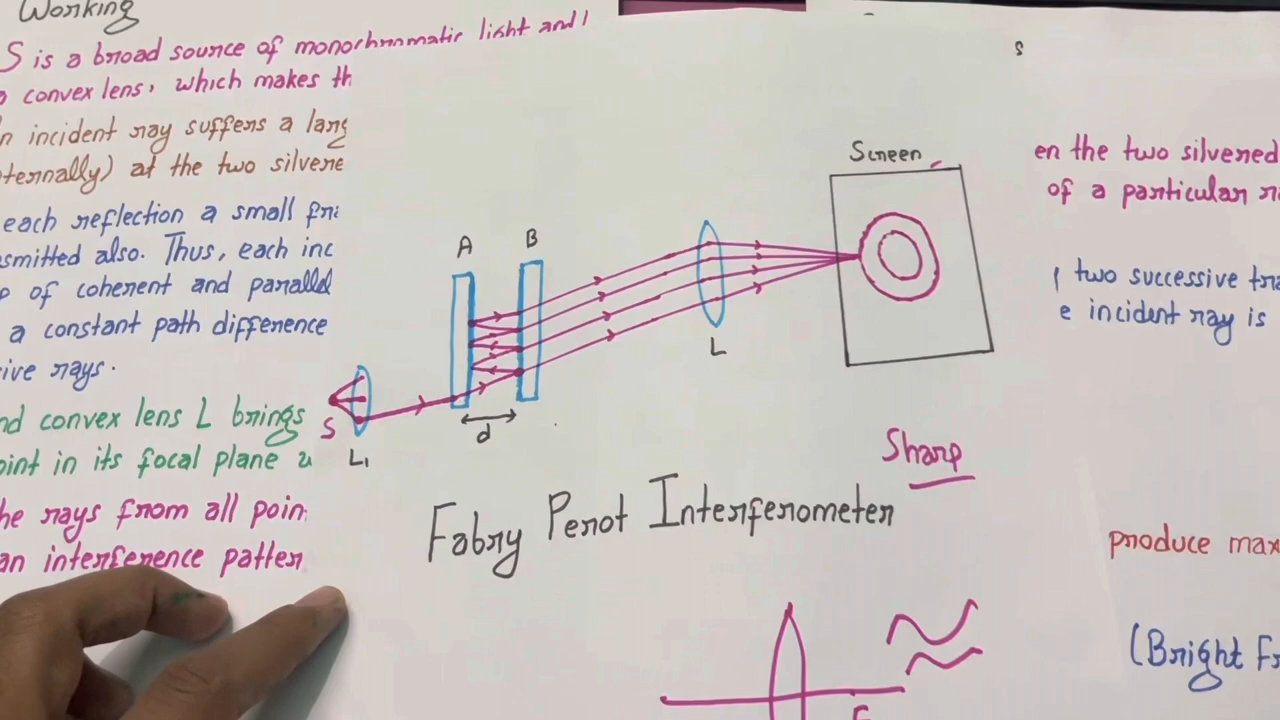 Working
S is a broad source of monochromatic light and
convex lens, which makes th
incident ray suffers a larg
ternally) at the two silvere
each reflection a small fr
smitted also. Thus, each inc
of coherent and parallel
a constant path difference
ive rays.
nd convex lens L brings
oint in its focal plane
he rays from all poin
an interference patter
A
B
S
L1
d
L
Screen
Sharp
Fabry Perot Interferometer
s
en the two silvered
of a particular
two successive tra
e incident ray is
produce max
(Bright Fr
F